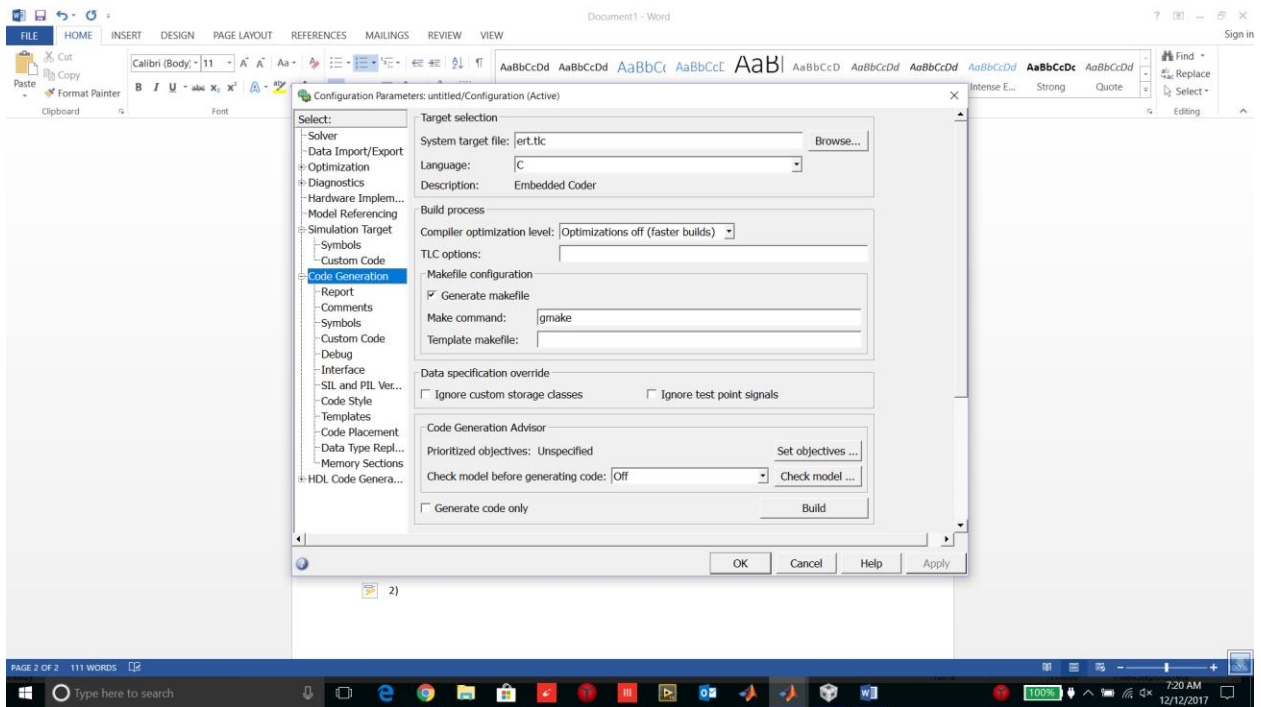 Document1 - Word
FILE HOME INSERT DESIGN PAGE LAYOUT REFERENCES MAILINGS REVIEW VIEW Sign in
Cut
Copy
Format Painter
Paste
Clipboard
Calibri (Body) 11
Font
AaBbCcDd AaBbCcDd AaBbC( AaBbCcE AaBl AaBbCcD AaBbCcDd AaBbCcDd AaBbCcDd AaBbCcDc AaBbCcDd
Intense E... Strong Quote
Find
Replace
Select
Editing
Configuration Parameters: untitled/Configuration (Active)
Select:
Solver
Data Import/Export
Optimization
Diagnostics
Hardware Implem...
Model Referencing
Simulation Target
Symbols
Custom Code
Code Generation
Report
Comments
Symbols
Custom Code
Debug
Interface
SIL and PIL Ver...
Code Style
Templates
Code Placement
Data Type Repl...
Memory Sections
HDL Code Genera...
Target selection
System target file: ert.tlc Browse...
Language: C
Description: Embedded Coder
Build process
Compiler optimization level: Optimizations off (faster builds)
TLC options:
Makefile configuration
Generate makefile
Make command: gmake
Template makefile:
Data specification override
Ignore custom storage classes Ignore test point signals
Code Generation Advisor
Prioritized objectives: Unspecified Set objectives ...
Check model before generating code: Off Check model ...
Generate code only Build
OK Cancel Help Apply
2)
PAGE 2 OF 2 111 WORDS
Type here to search
100%
7:20 AM
12/12/2017